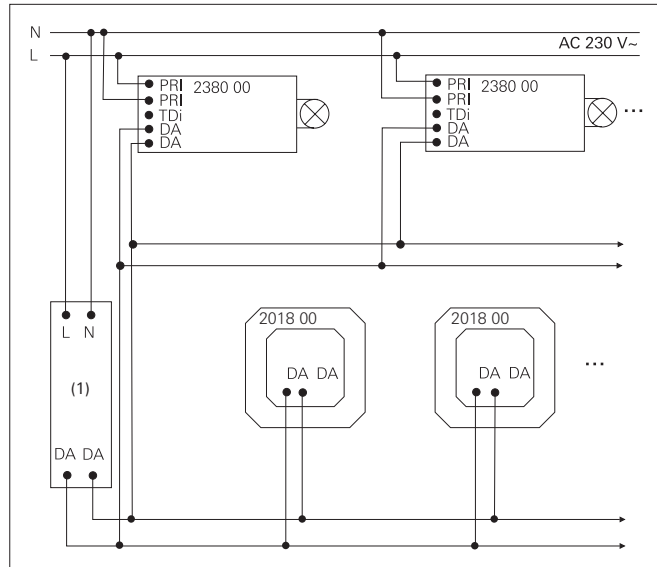 N
L
AC 230 V~
PRI 2380 00
PRI
TDi
DA
DA
PRI 2380 00
PRI
TDi
DA
DA
...
L N
(1)
DA DA
2018 00
DA DA
2018 00
DA DA
...